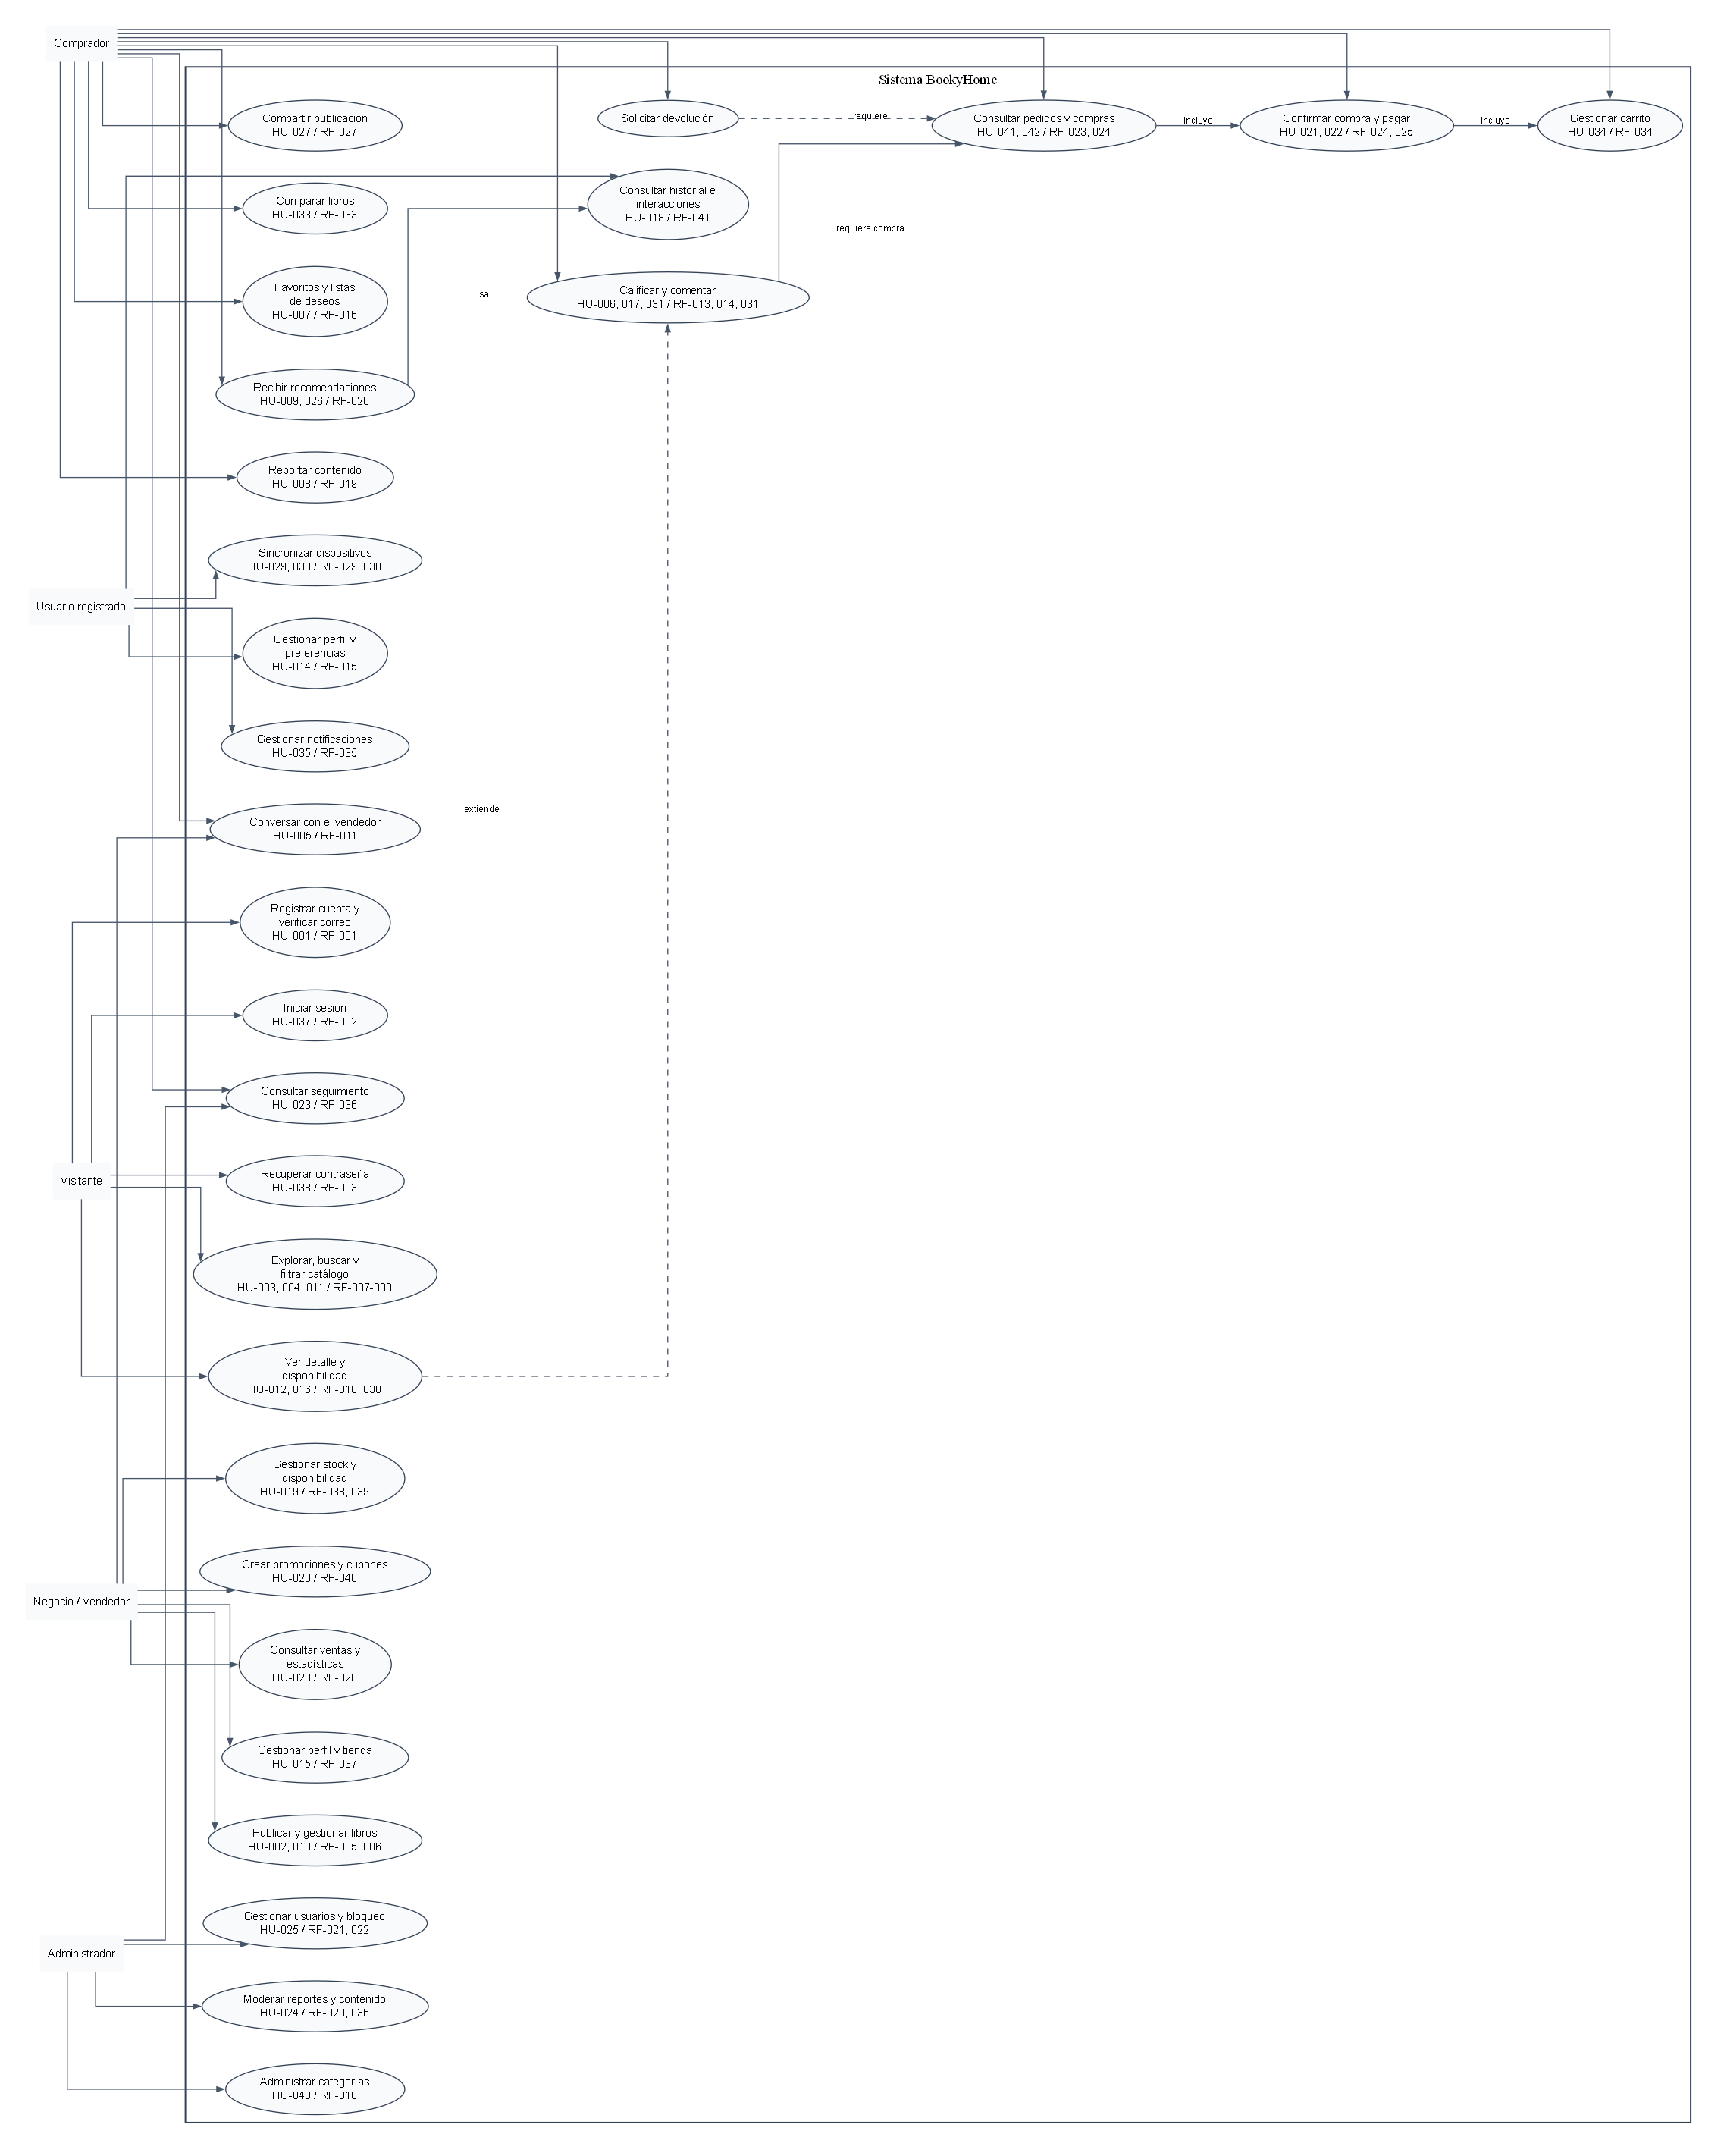 Comprador
Sistema BookyHome
Compartir publicación
HU-027 / RF-027
Solicitar devolución
requiere
Consultar pedidos y compras
HU-041, 042 / RF-023, 024
incluye
Confirmar compra y pagar
HU-021, 022 / RF-024, 025
incluye
Gestionar carrito
HU-034 / RF-034
Comparar libros
HU-033 / RF-033
Consultar historial e
interacciones
HU-018 / RF-041
requiere compra
Favoritos y listas
de deseos
HU-007 / RF-016
usa
Calificar y comentar
HU-006, 017, 031 / RF-013, 014, 031
Recibir recomendaciones
HU-009, 026 / RF-026
Reportar contenido
HU-008 / RF-019
Sincronizar dispositivos
HU-029, 030 / RF-029, 030
Usuario registrado
Gestionar perfil y
preferencias
HU-014 / RF-015
Gestionar notificaciones
HU-035 / RF-035
extiende
Conversar con el vendedor
HU-005 / RF-011
Registrar cuenta y
verificar correo
HU-001 / RF-001
Iniciar sesión
HU-037 / RF-002
Consultar seguimiento
HU-023 / RF-036
Visitante
Recuperar contraseña
HU-038 / RF-003
Explorar, buscar y
filtrar catálogo
HU-003, 004, 011 / RF-007-009
Ver detalle y
disponibilidad
HU-012, 016 / RF-010, 038
Gestionar stock y
disponibilidad
HU-019 / RF-038, 039
Crear promociones y cupones
HU-020 / RF-040
Negocio / Vendedor
Consultar ventas y
estadísticas
HU-028 / RF-028
Gestionar perfil y tienda
HU-015 / RF-037
Publicar y gestionar libros
HU-002, 010 / RF-005, 006
Gestionar usuarios y bloqueo
HU-025 / RF-021, 022
Administrador
Moderar reportes y contenido
HU-024 / RF-020, 036
Administrar categorías
HU-040 / RF-018